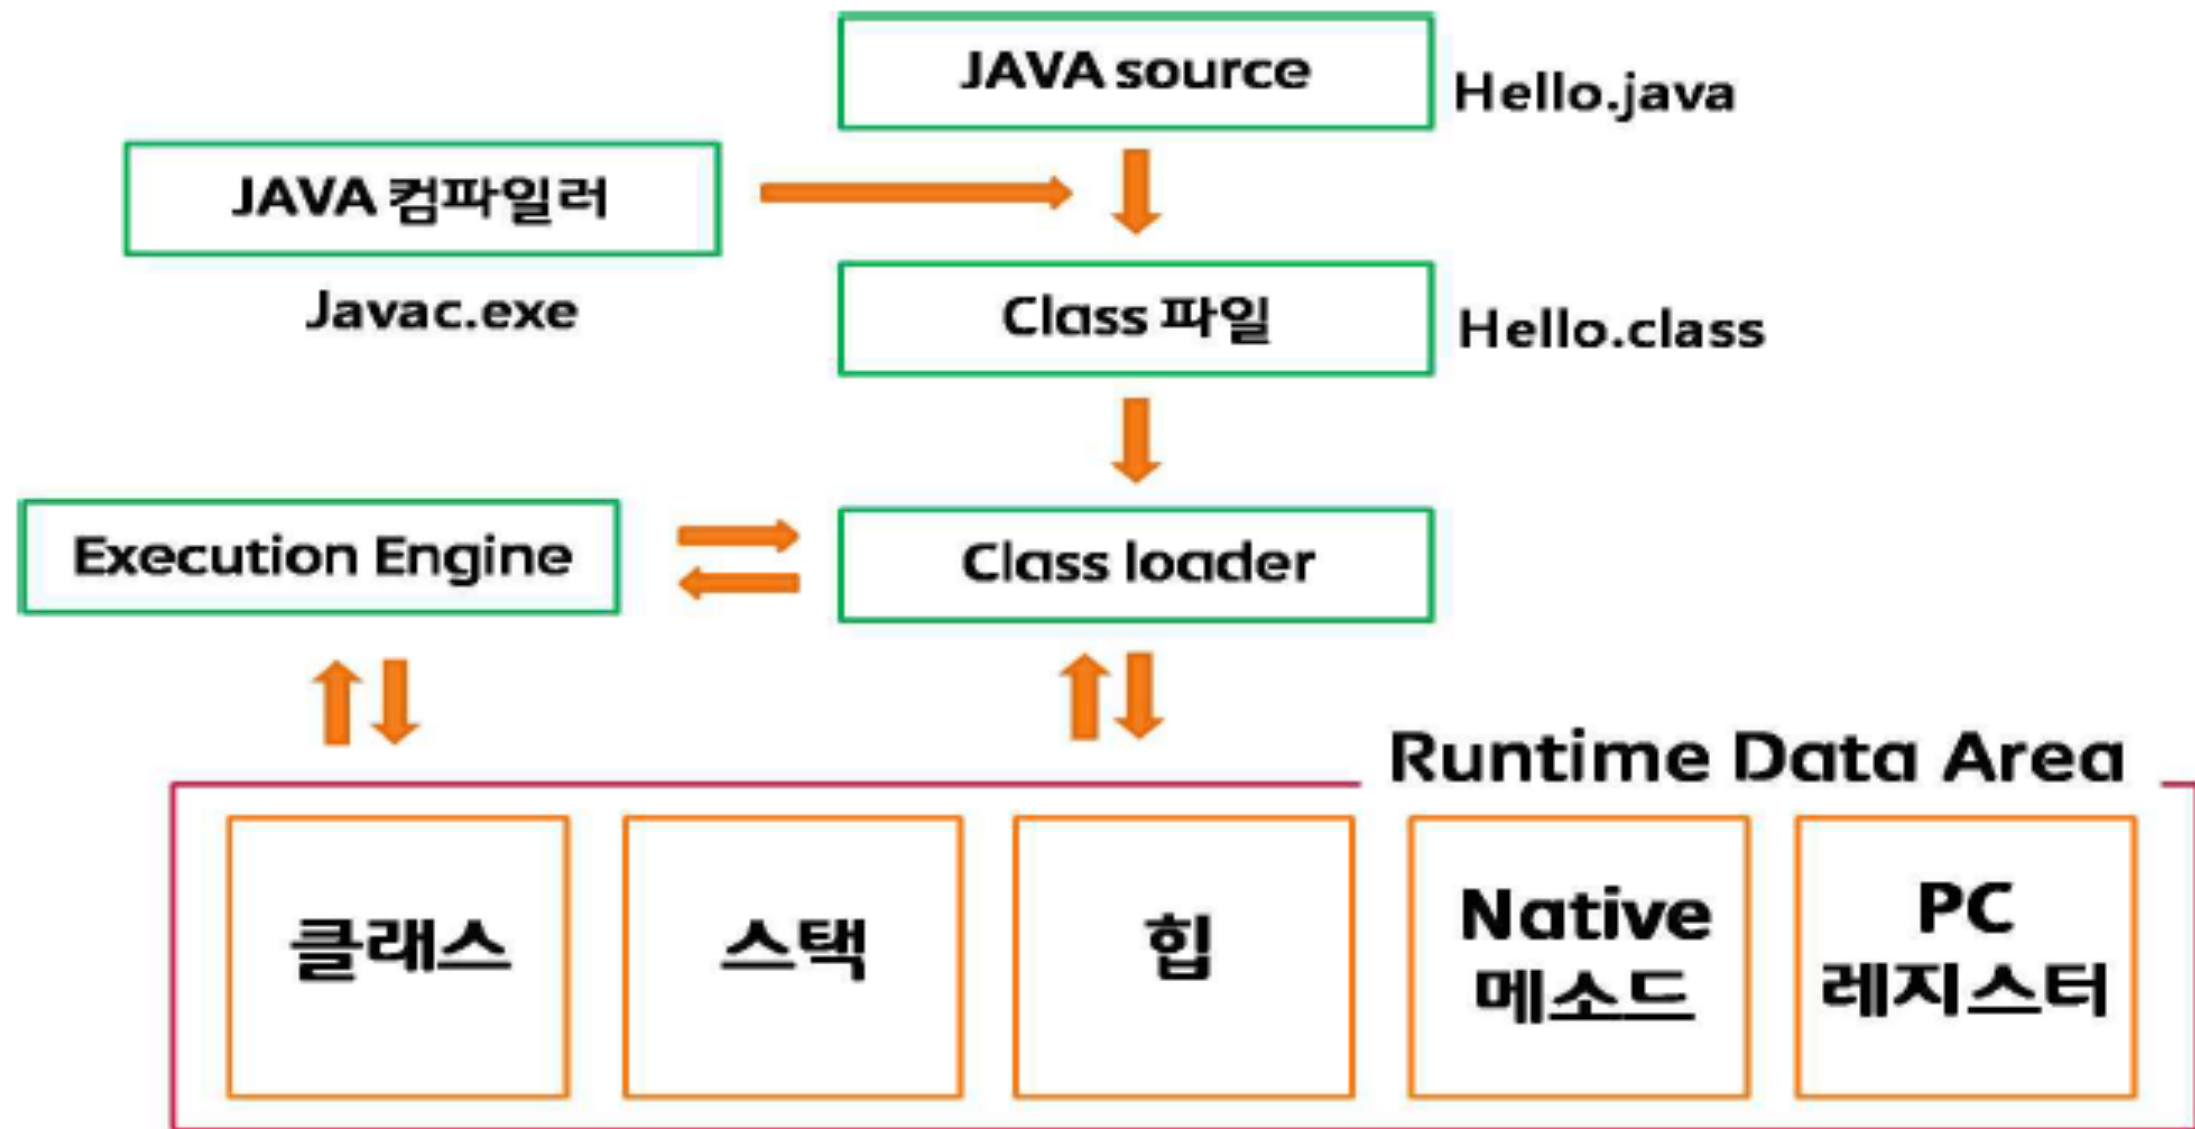 JAVA source
Hello.java
JAVA 컴파일러
Javac.exe
Class 파일
Hello.class
Execution Engine
Class loader
Runtime Data Area
클래스
스택
힙
Native
메소드
PC
레지스터